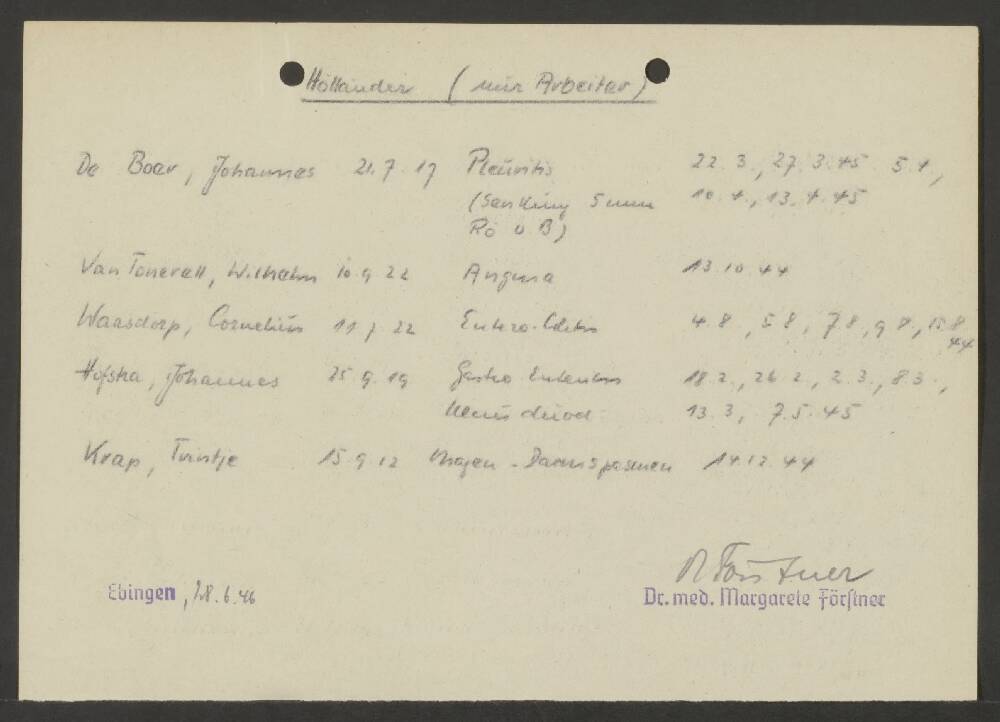 Holländer (nur Arbeiter)
De Boer, Johannes 21.7.17 Pleuritis 22.3., 27.3.45 5.4.,
(Senkung 5 mm 10.4., 13.4.45
Rö o B)
Van Tonerell, Wilhelm 10.9.22 Angina 13.10.44
Waasdorp, Cornelius 11.7.22 Entero-Colitis 4.8., 5.8., 7.8., 9.8., 15.8.
44
Hofstra, Johannes 25.9.19 Gastro Enteritis 18.2., 26.2., 2.3., 8.3.,
Ulcus duod. 13.3., 7.5.45
Krap, Trintje 15.9.12 Magen-Darmspasmen 14.12.44
Ebingen, 28.6.46
Dr. med. Margarete Förstner